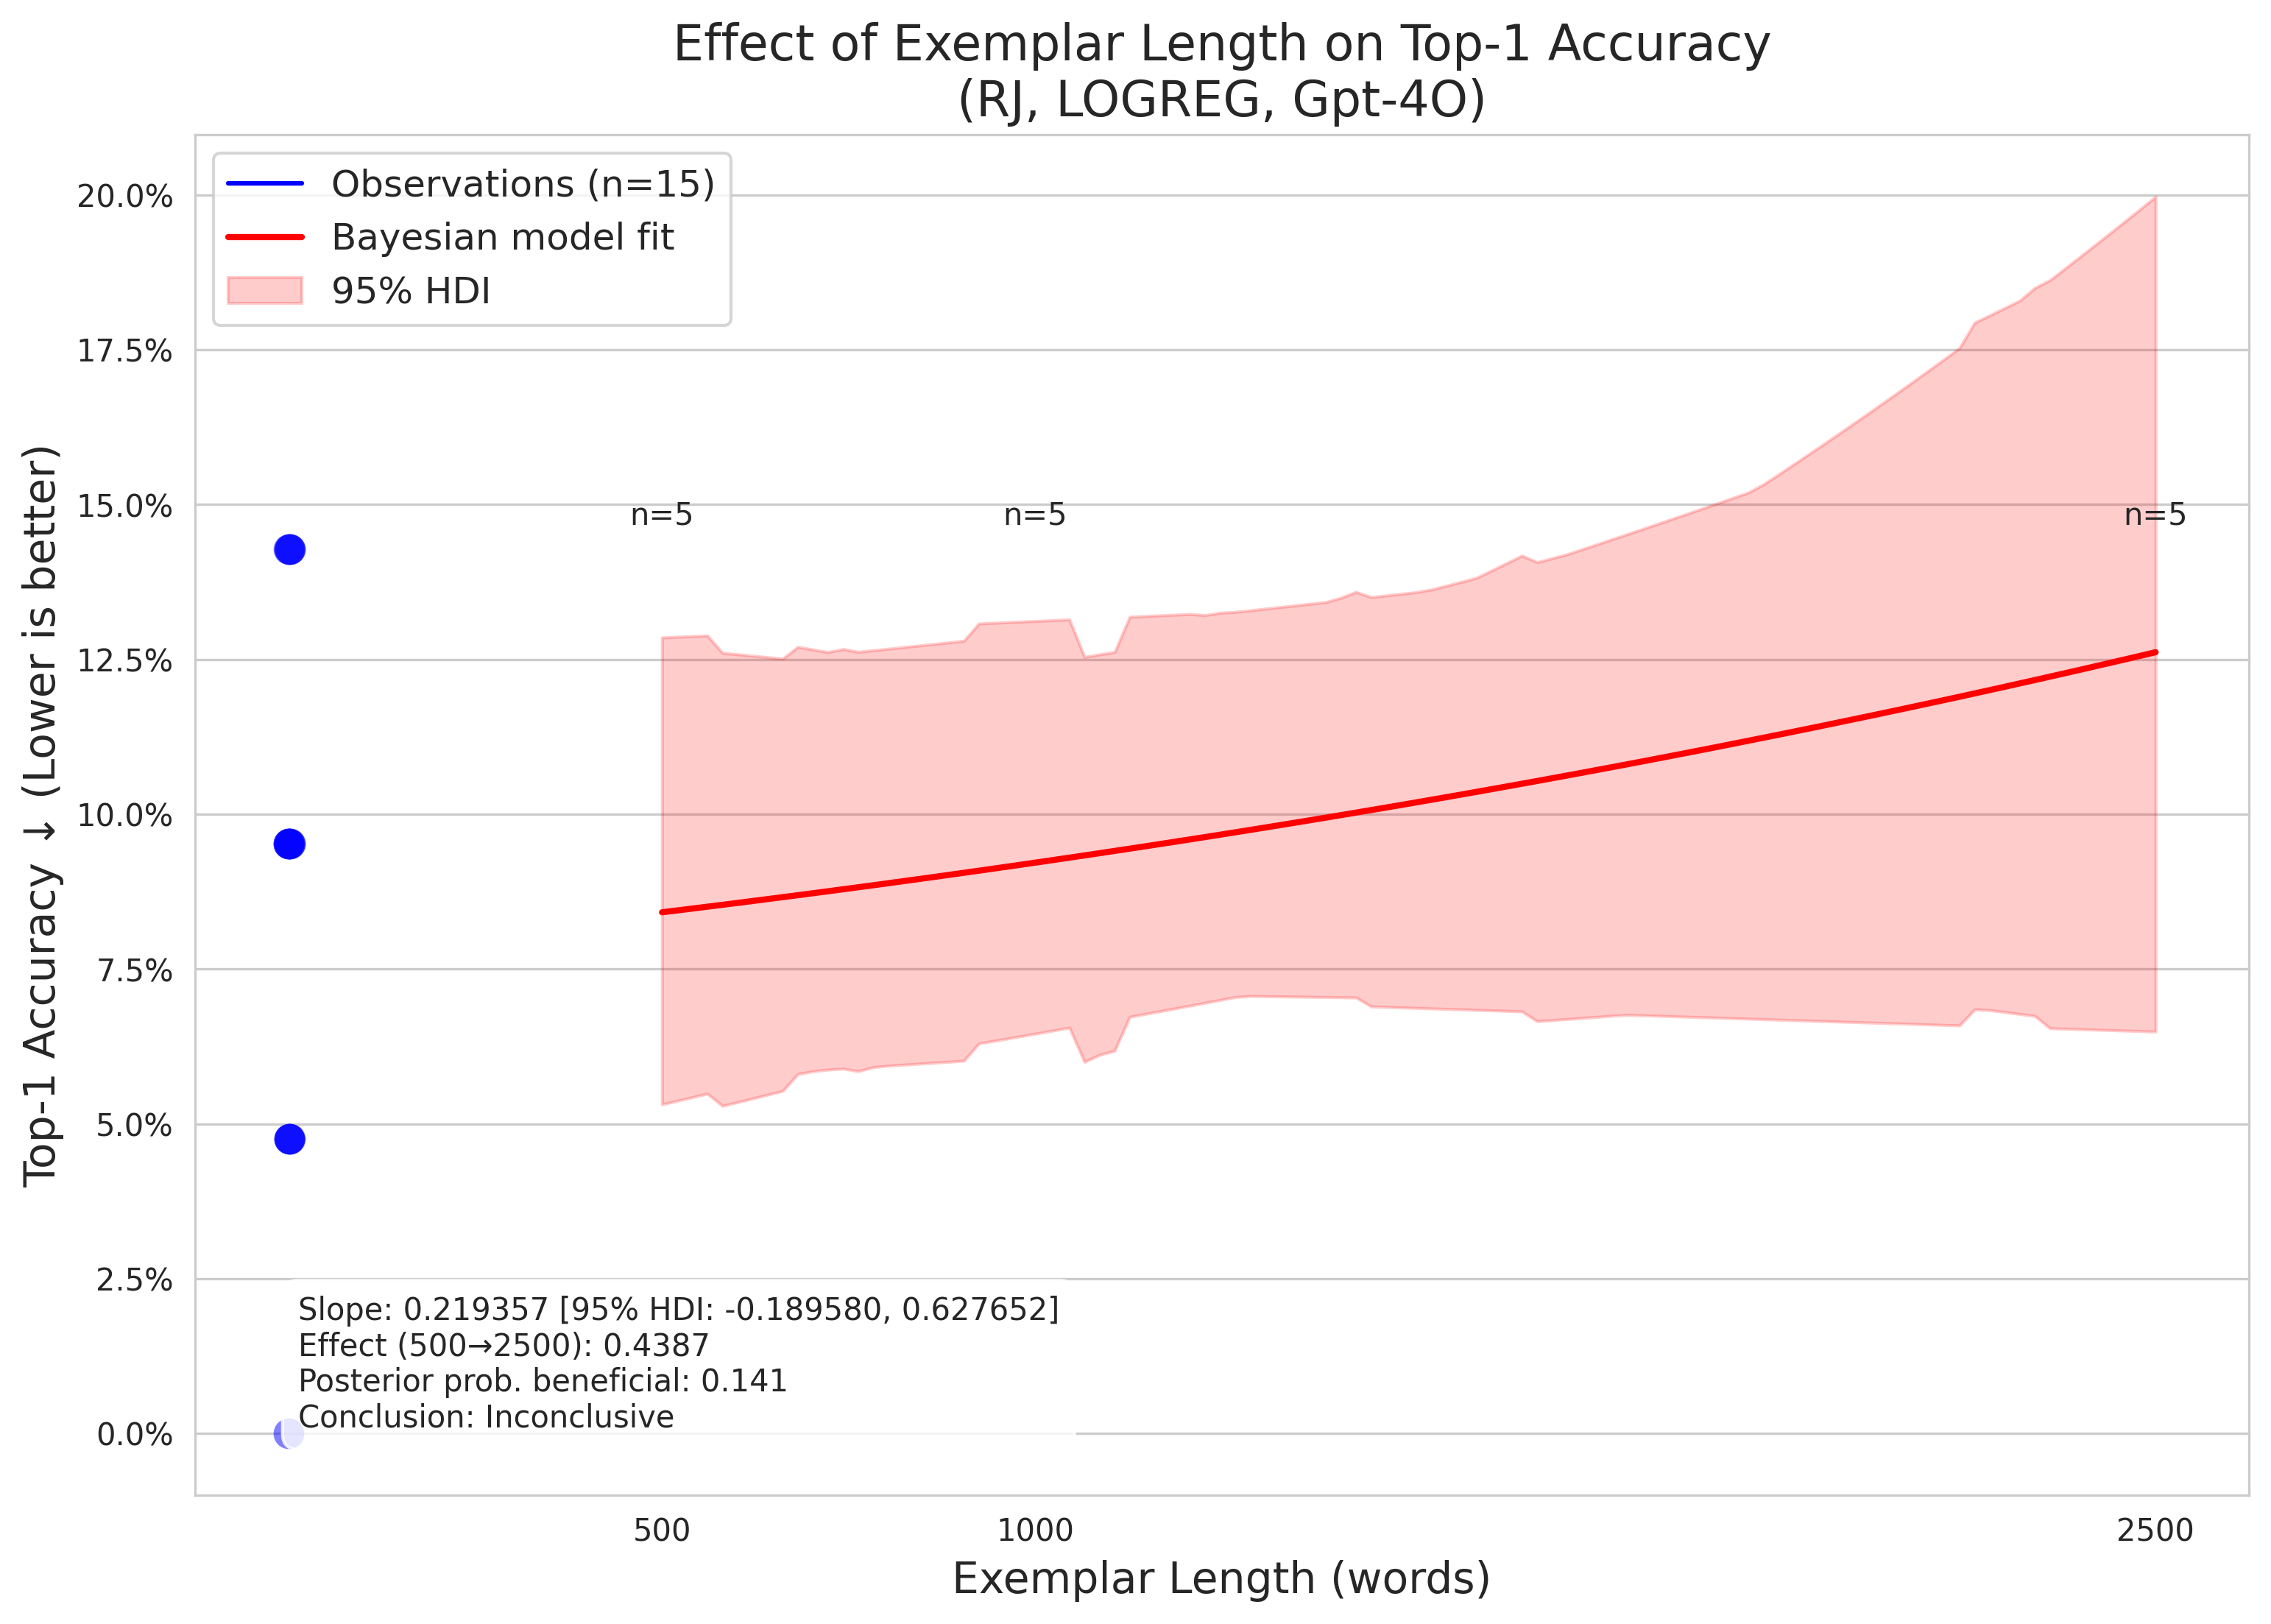 Effect of Exemplar Length on Top-1 Accuracy
(RJ, LOGREG, Gpt-4O)
Observations (n=15)
Bayesian model fit
95% HDI
20.0%
17.5%
15.0%
12.5%
10.0%
7.5%
5.0%
2.5%
0.0%
Top-1 Accuracy ↓ (Lower is better)
n=5
n=5
n=5
Slope: 0.219357 [95% HDI: -0.189580, 0.627652]
Effect (500→2500): 0.4387
Posterior prob. beneficial: 0.141
Conclusion: Inconclusive
500
1000
2500
Exemplar Length (words)